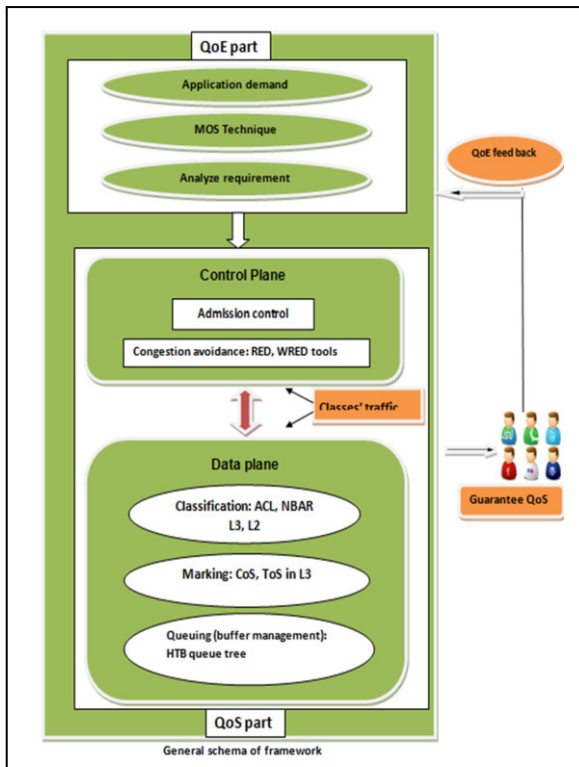 QoE part
Application demand
MOS Technique
Analyze requirement
QoE feed back
Control Plane
Admission control
Congestion avoidance: RED, WRED tools
Classes' traffic
Data plane
Classification: ACL, NBAR
L3, L2
Marking: CoS, ToS in L3
Queuing (buffer management):
HTB queue tree
Guarantee QoS
QoS part
General schema of framework